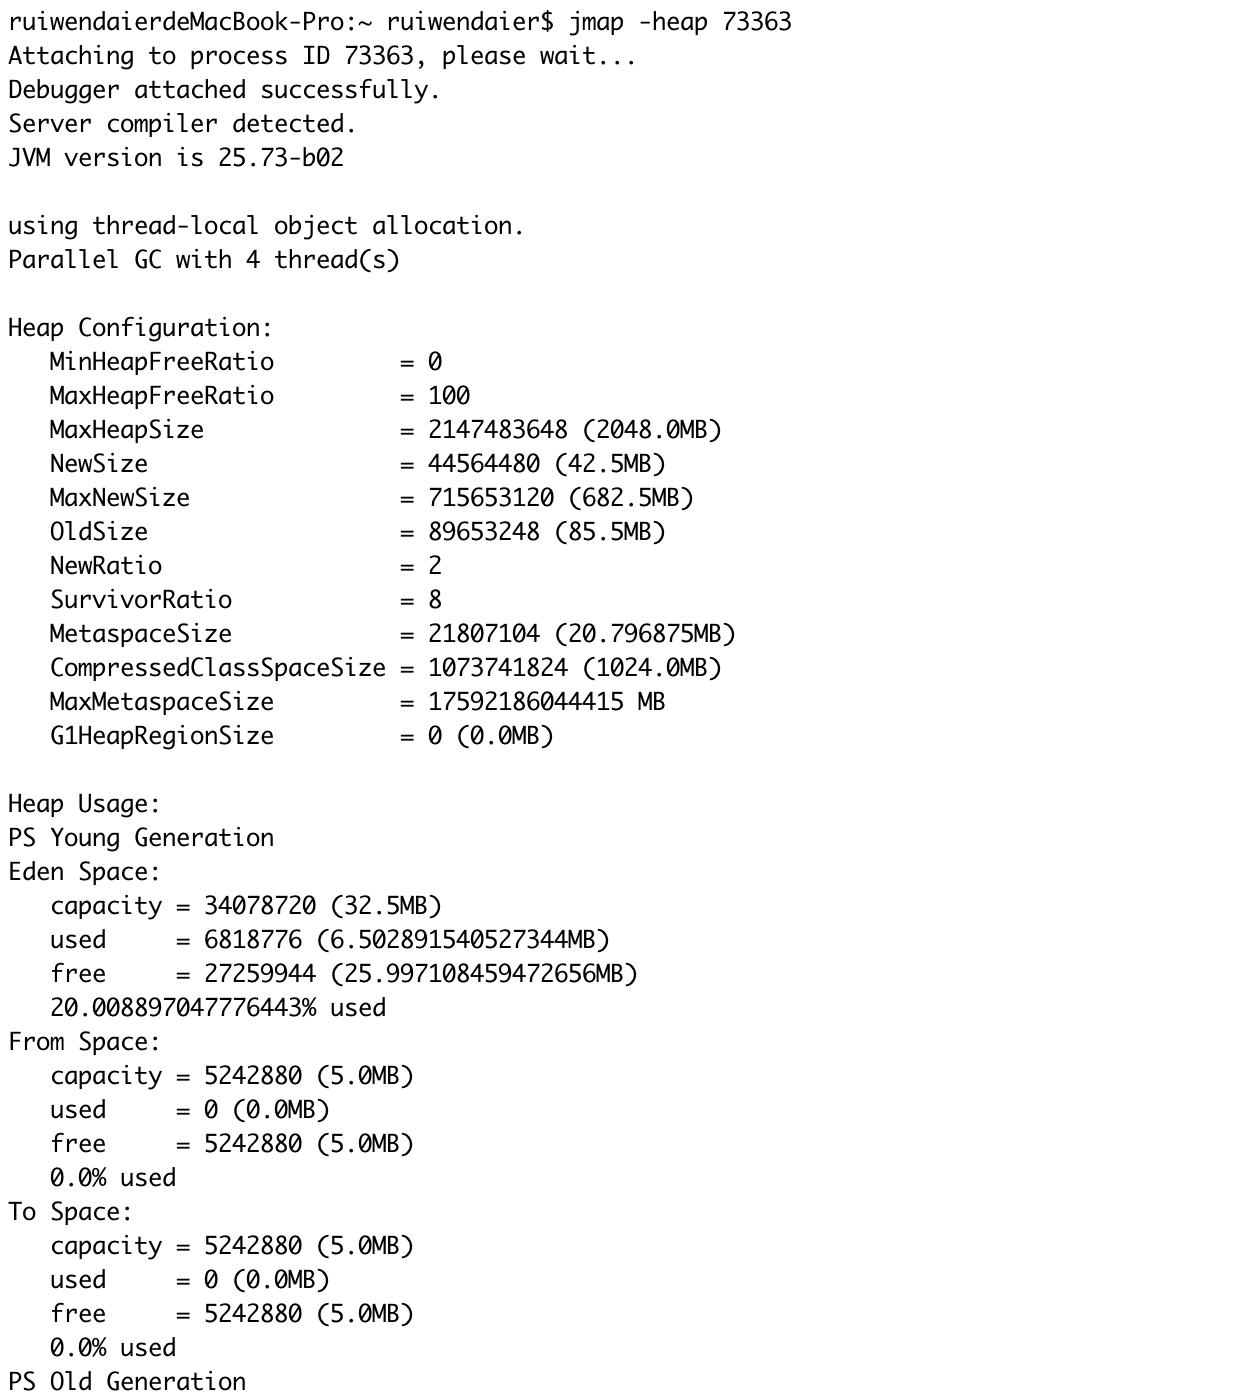 ruiwendaierdeMacBook-Pro:~ ruiwendaier$ jmap -heap 73363
Attaching to process ID 73363, please wait...
Debugger attached successfully.
Server compiler detected.
JVM version is 25.73-b02

using thread-local object allocation.
Parallel GC with 4 thread(s)

Heap Configuration:
   MinHeapFreeRatio         = 0
   MaxHeapFreeRatio         = 100
   MaxHeapSize              = 2147483648 (2048.0MB)
   NewSize                  = 44564480 (42.5MB)
   MaxNewSize               = 715653120 (682.5MB)
   OldSize                  = 89653248 (85.5MB)
   NewRatio                 = 2
   SurvivorRatio            = 8
   MetaspaceSize            = 21807104 (20.796875MB)
   CompressedClassSpaceSize = 1073741824 (1024.0MB)
   MaxMetaspaceSize         = 17592186044415 MB
   G1HeapRegionSize         = 0 (0.0MB)

Heap Usage:
PS Young Generation
Eden Space:
   capacity = 34078720 (32.5MB)
   used     = 6818776 (6.502891540527344MB)
   free     = 27259944 (25.997108459472656MB)
   20.008897047776443% used
From Space:
   capacity = 5242880 (5.0MB)
   used     = 0 (0.0MB)
   free     = 5242880 (5.0MB)
   0.0% used
To Space:
   capacity = 5242880 (5.0MB)
   used     = 0 (0.0MB)
   free     = 5242880 (5.0MB)
   0.0% used
PS Old Generation